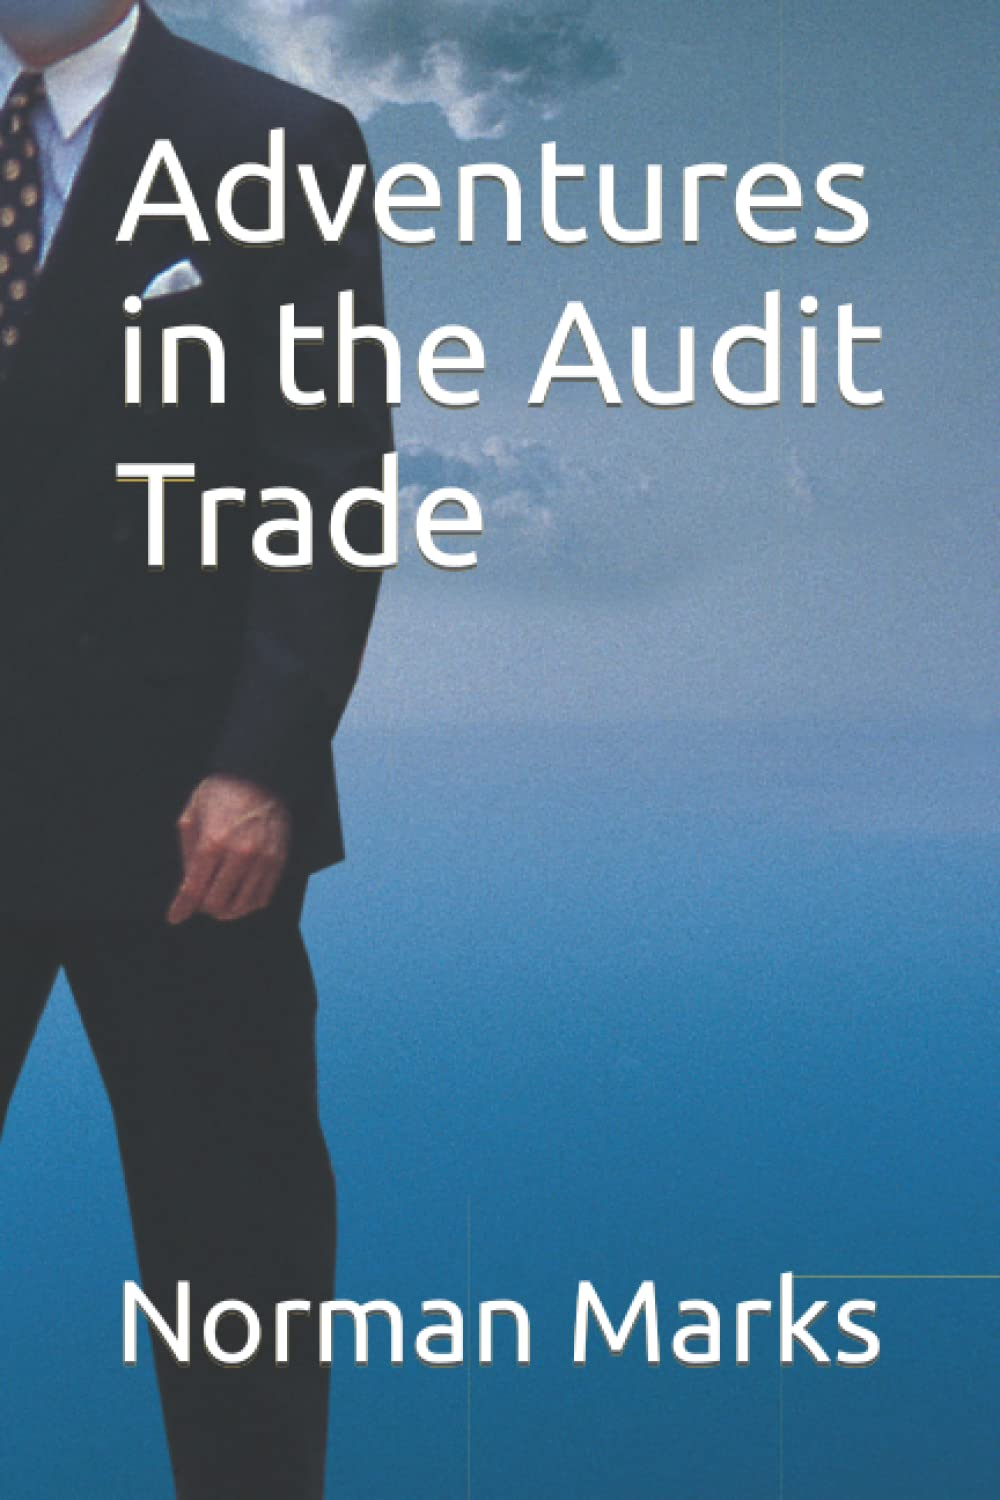 Adventures
in the Audit
Trade
Norman Marks